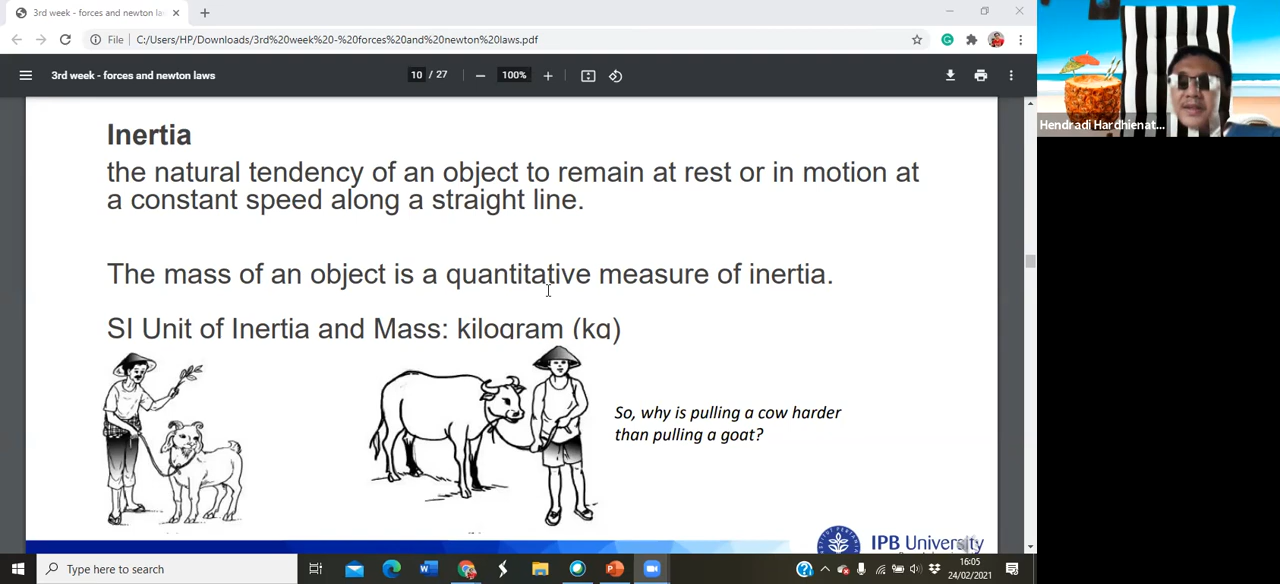 3rd week - forces and newton la
File
C:/Users/HP/Downloads/3rd%20week%20-%20forces%20and%20newton%20laws.pdf
3rd week - forces and newton laws
10 / 27
100%
Hendradi Hardhienat...
Inertia
the natural tendency of an object to remain at rest or in motion at
a constant speed along a straight line.
The mass of an object is a quantitative measure of inertia.
SI Unit of Inertia and Mass: kilogram (kg)
So, why is pulling a cow harder
than pulling a goat?
IPB University
Type here to search
16:05
24/02/2021